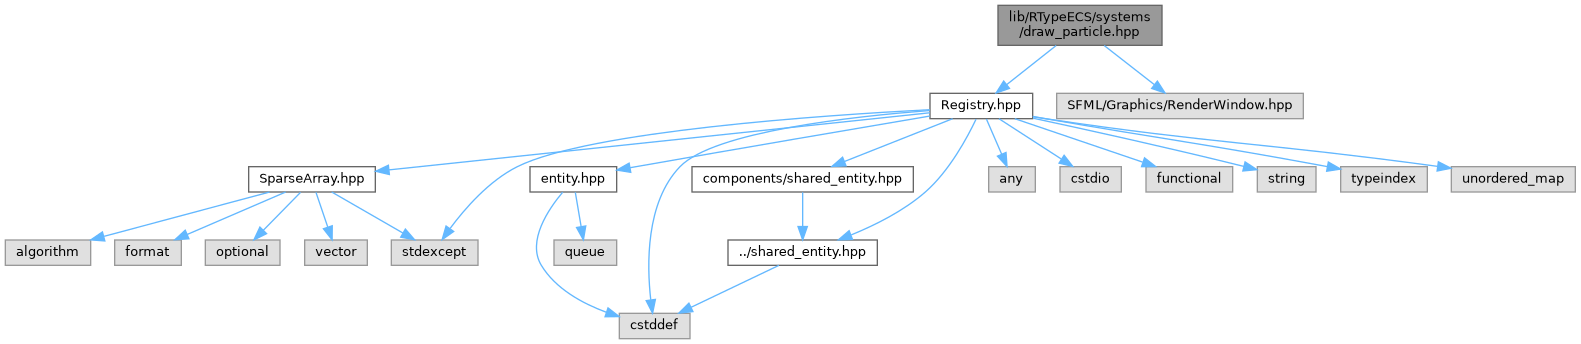 lib/RTypeECS/systems
/draw_particle.hpp
Registry.hpp
SFML/Graphics/RenderWindow.hpp
SparseArray.hpp
entity.hpp
components/shared_entity.hpp
any
cstdio
functional
string
typeindex
unordered_map
algorithm
format
optional
vector
stdexcept
queue
../shared_entity.hpp
cstddef